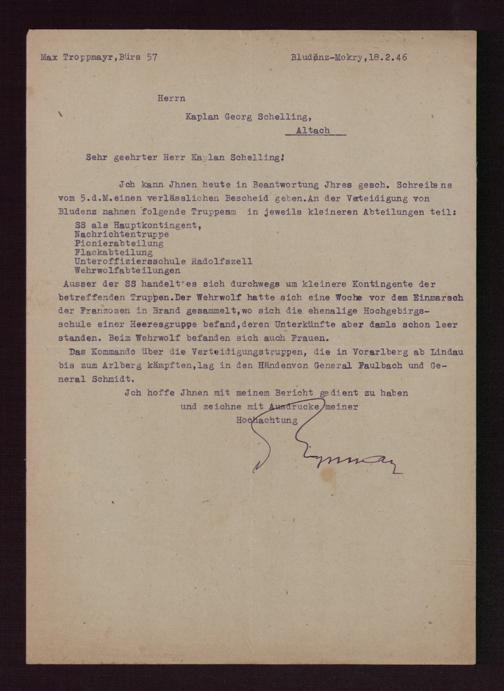 Max Troppmayr,Bürs 57 Bludenz-Mokry,18.2.46
Herrn
Kaplan Georg Schelling,
Altach
Sehr geehrter Herr Kaplan Schelling!
Jch kann Jhnen heute in Beantwortung Jhres gesch. Schreibens
vom 5.d.M.einen verlässlichen Bescheid geben.An der Verteidigung von
Bludenz nahmen folgende Truppenm in jeweils kleineren Abteilungen teil:
SS als Hauptkontingent,
Nachrichtentruppe
Pionierabteilung
Flackabteilung
Unteroffiziersschule Radolfszell
Wehrwolfabteilungen
Ausser der SS handelt'es sich durchwegs um kleinere Kontingente der
betreffenden Truppen.Der Wehrwolf hatte sich eine Woche vor dem Einmarsch
der Franzozen in Brand gesammelt,wo sich die ehenalige Hochgebirgs-
schule einer Heeresgruppe befand,deren Unterkünfte aber damls schon leer
standen. Beim Wehrwolf befanden sich auch Frauen.
Das Kommando über die Verteidigungstruppen, die in Vorarlberg ab Lindau
bis zum Arlberg kämpften,lag in den Händenvon General Faulbach und Ge-
neral Schmidt.
Jch hoffe Jhnen mit meinem Bericht gedient zu haben
und zeichne mit Ausdrucke meiner
Hochachtung